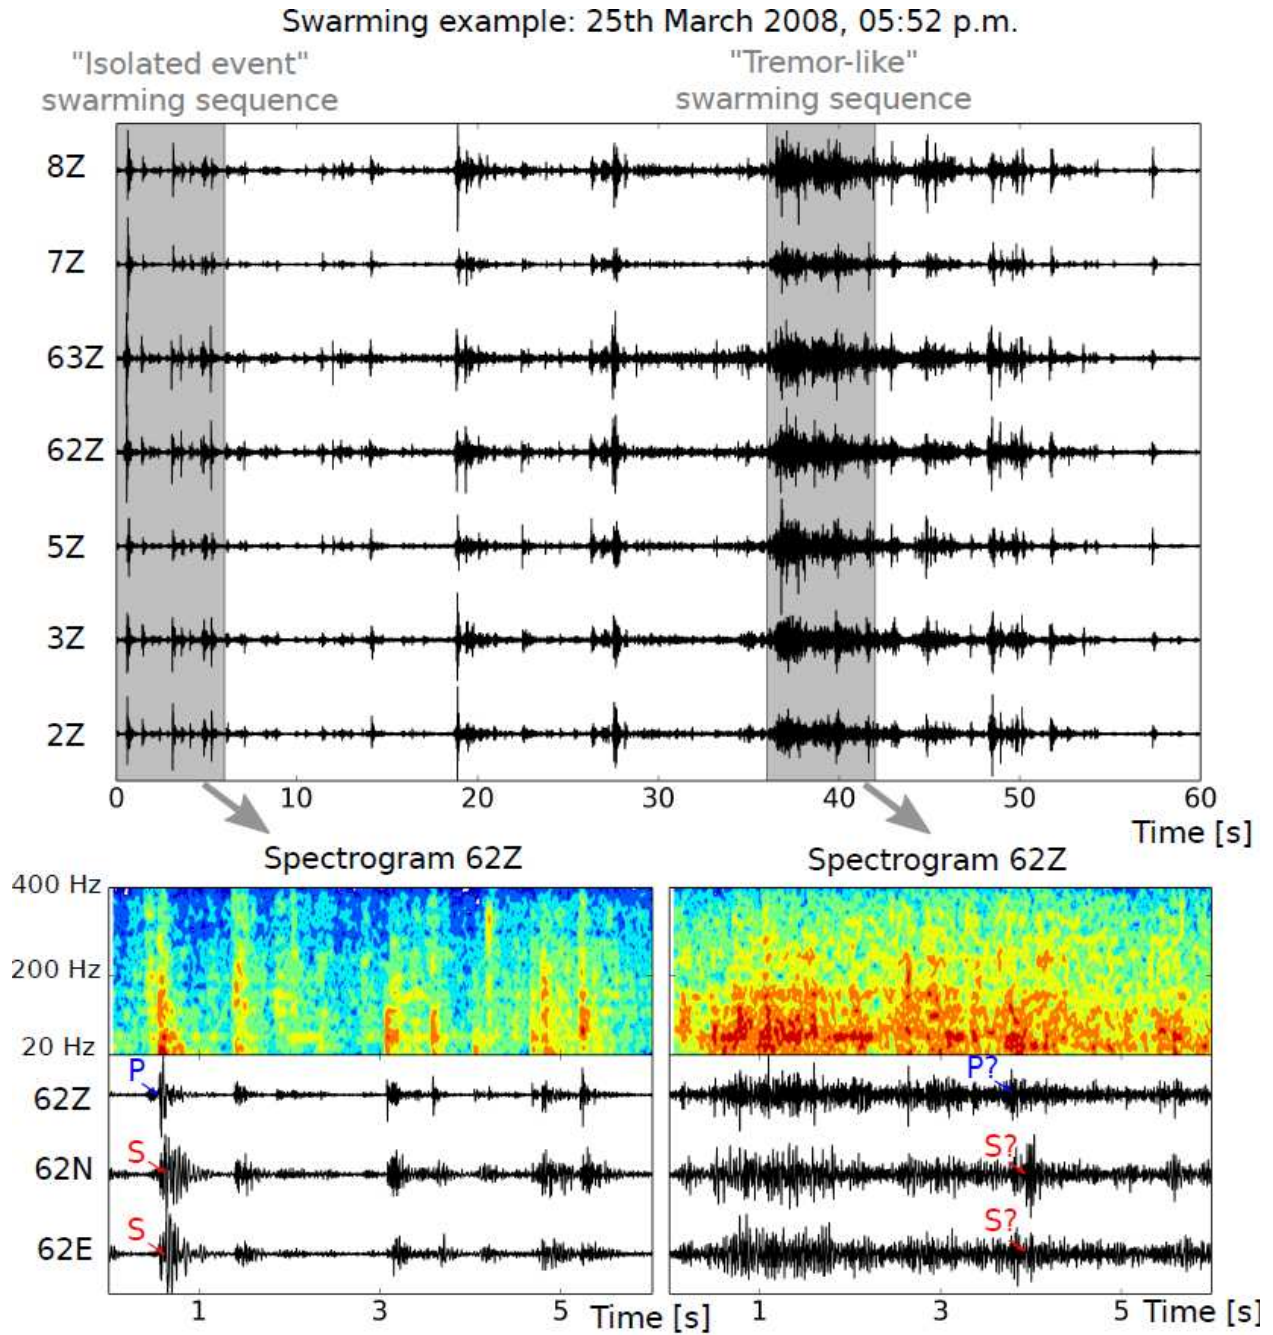 Swarming example: 25th March 2008, 05:52 p.m.
"Isolated event"
swarming sequence
"Tremor-like"
swarming sequence
8Z
7Z
63Z
62Z
5Z
3Z
2Z
0 10 20 30 40 50 60
Time [s]
Spectrogram 62Z
Spectrogram 62Z
400 Hz
200 Hz
20 Hz
P
P?
62Z
S
S?
62N
S
S?
62E
1 3 5 Time [s]
1 3 5 Time [s]